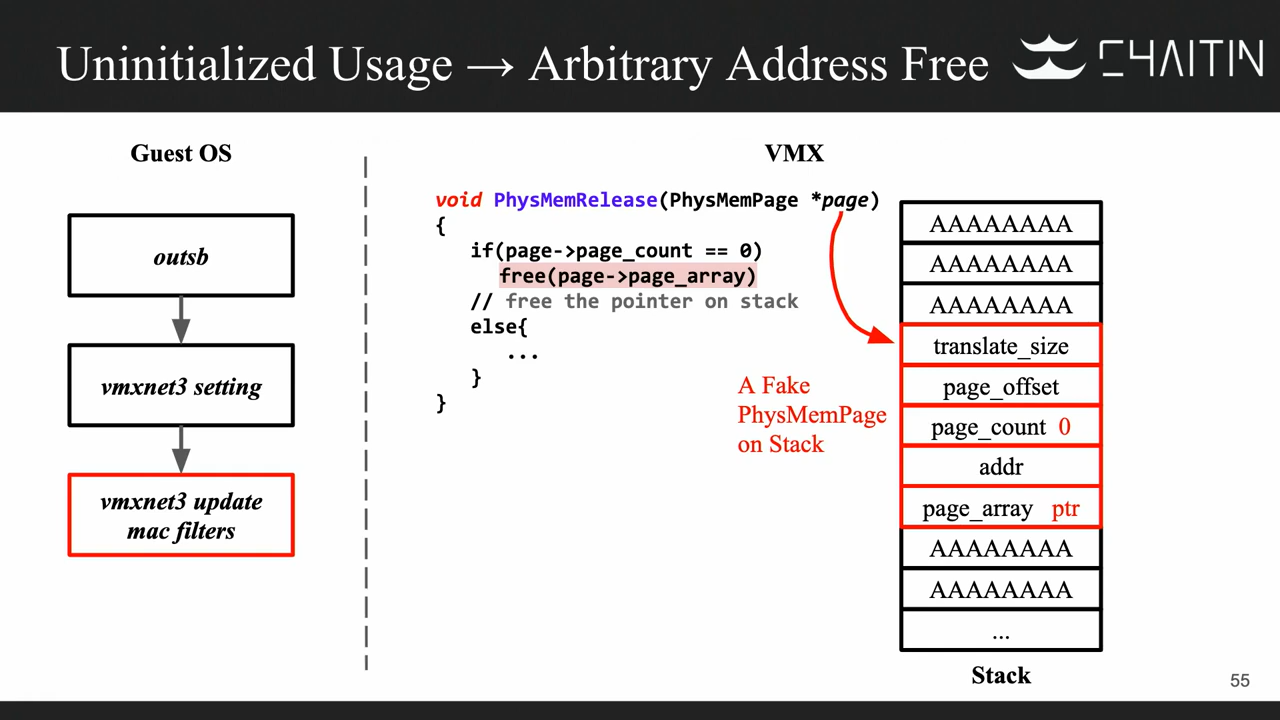 Uninitialized Usage → Arbitrary Address Free
CHAITIN
Guest OS
outsb
vmxnet3 setting
vmxnet3 update
mac filters
VMX
void PhysMemRelease(PhysMemPage *page)
{
if(page->page_count == 0)
free(page->page_array)
// free the pointer on stack
else{
...
}
}
A Fake
PhysMemPage
on Stack
AAAAAAAA
AAAAAAAA
AAAAAAAA
translate_size
page_offset
page_count 0
addr
page_array ptr
AAAAAAAA
AAAAAAAA
...
Stack
55